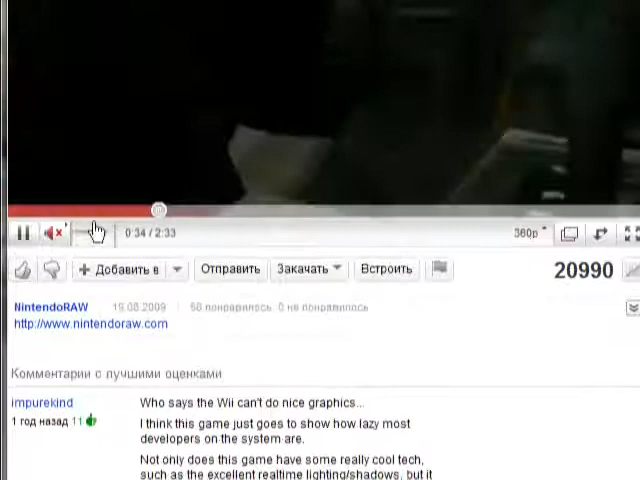 0:34 / 2:33
360p
Добавить в
Отправить
Закачать
Встроить
20990
NintendoRAW
19.08.2009
58 понравилось, 0 не понравилось
http://www.nintendoraw.com
Комментарии с лучшими оценками
impurekind
1 год назад 11
Who says the Wii can't do nice graphics...
I think this game just goes to show how lazy most
developers on the system are.
Not only does this game have some really cool tech,
such as the excellent realtime lighting/shadows, but it